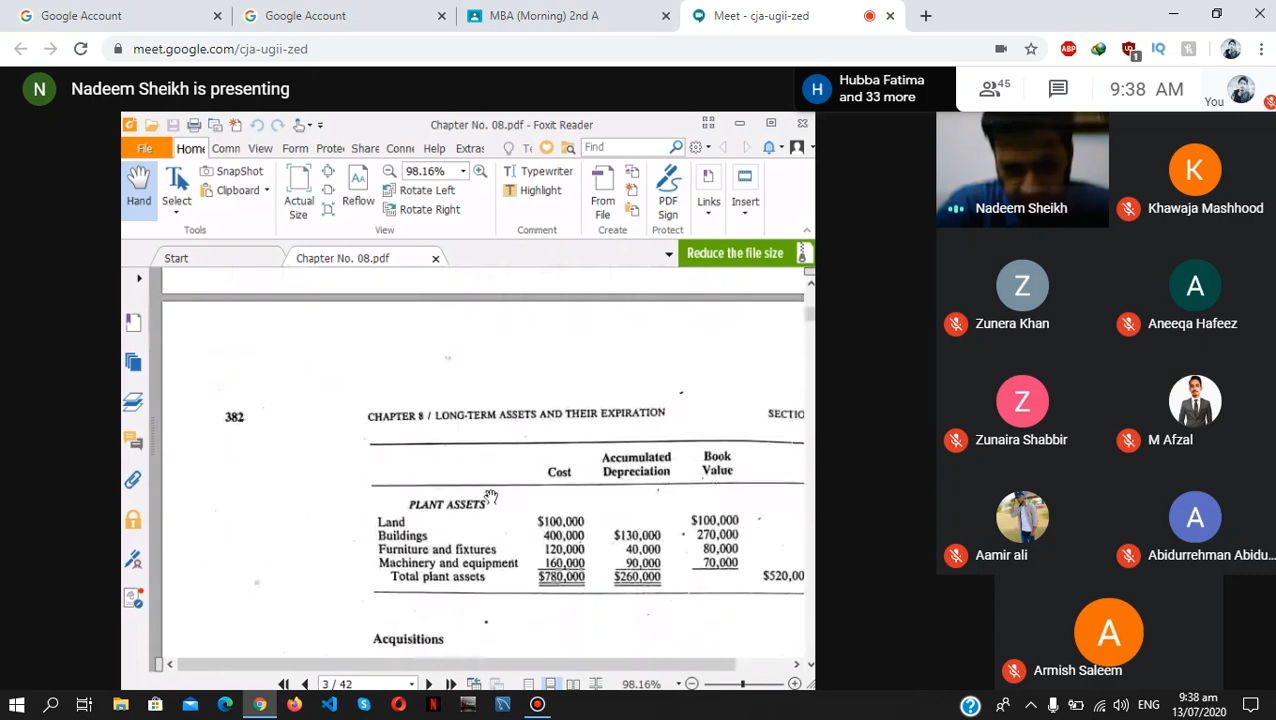 Google Account
Google Account
MBA (Morning) 2nd A
Meet - cja-ugii-zed
meet.google.com/cja-ugii-zed
ABP
1
IQ
N
Nadeem Sheikh is presenting
H
Hubba Fatima
and 33 more
45
9:38 AM
You
Chapter No. 08.pdf - Foxit Reader
File
Home
Comm
View
Form
Protec
Share
Conne
Help
Extras
Find
Hand
Select
SnapShot
Clipboard
Tools
Actual
Size
98.16%
Reflow
Rotate Left
Rotate Right
View
Typewriter
Highlight
Comment
From
File
Create
PDF
Sign
Protect
Links
Insert
Start
Chapter No. 08.pdf
Reduce the file size
382
CHAPTER 8 / LONG-TERM ASSETS AND THEIR EXPIRATION
SECTIO
Cost
Accumulated
Depreciation
Book
Value
PLANT ASSETS
Land $100,000 $100,000
Buildings 400,000 $130,000 270,000
Furniture and fixtures 120,000 40,000 80,000
Machinery and equipment 160,000 90,000 70,000
Total plant assets $780,000 $260,000 $520,00
Acquisitions
3 / 42
98.16%
Nadeem Sheikh
K
Khawaja Mashhood
Z
Zunera Khan
A
Aneeqa Hafeez
Z
Zunaira Shabbir
M Afzal
Aamir ali
A
Abidurrehman Abidu...
A
Armish Saleem
ENG
9:38 am
13/07/2020